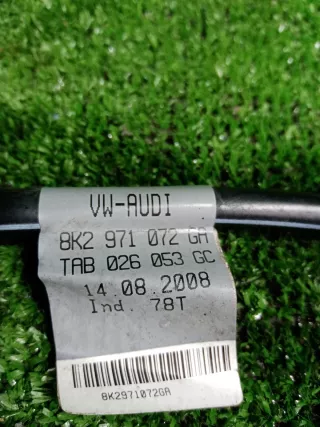 VW-AUDI
8K2 971 072 GA
TAB 026 053 GC
14.08.2008
Ind. 78T
8K2971072GA